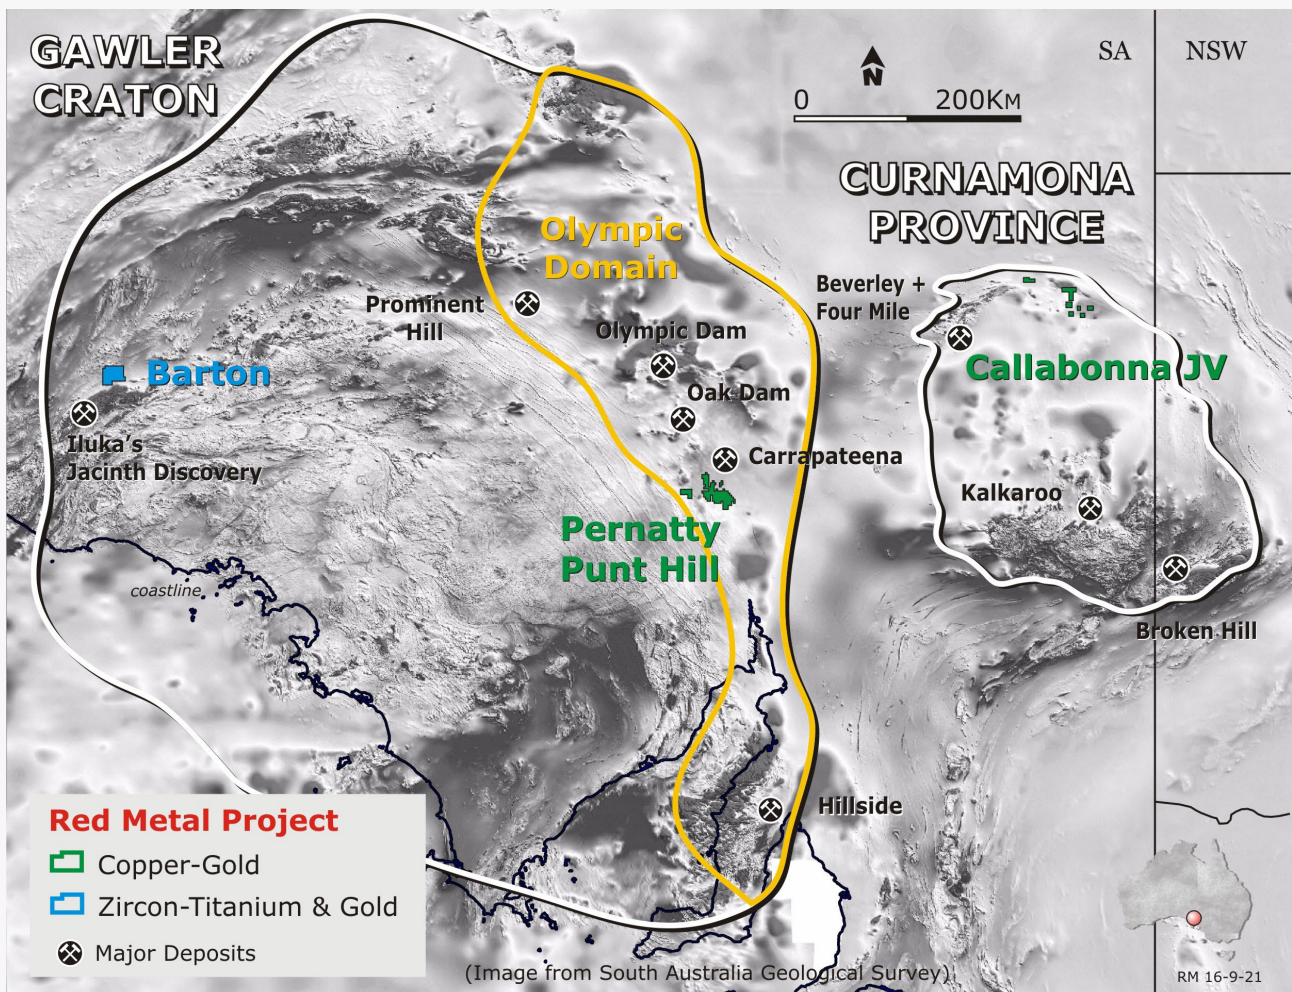 GAWLER
CRATON
SA
NSW
N
0
200KM
CURNAMONA
PROVINCE
Olympic
Domain
Beverley +
Four Mile
Prominent
Hill
Olympic Dam
Barton
Callabonna JV
Oak Dam
Iluka's
Jacinth Discovery
Carrapateena
Kalkaroo
Pernatty
Punt Hill
coastline
Broken Hill
Hillside
Red Metal Project
Copper-Gold
Zircon-Titanium & Gold
Major Deposits
(Image from South Australia Geological Survey)
RM 16-9-21